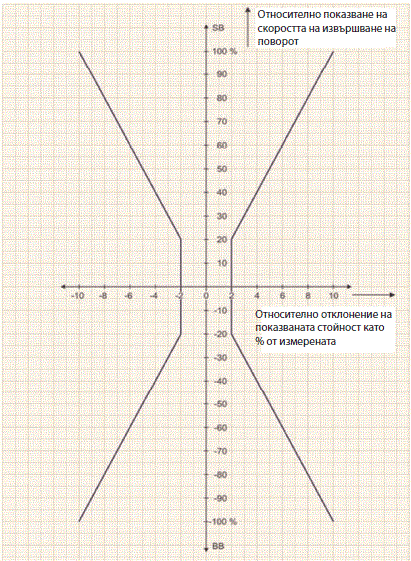 SB
Относително показване на
скоростта на извършване на
поворот
100 %
90
80
70
60
50
40
30
20
10
-10 -8 -6 -4 -2 0 2 4 6 8 10
-10
Относително отклонение на
показваната стойност като
% от измерената
-20
-30
-40
-50
-60
-70
-80
-90
-100 %
BB